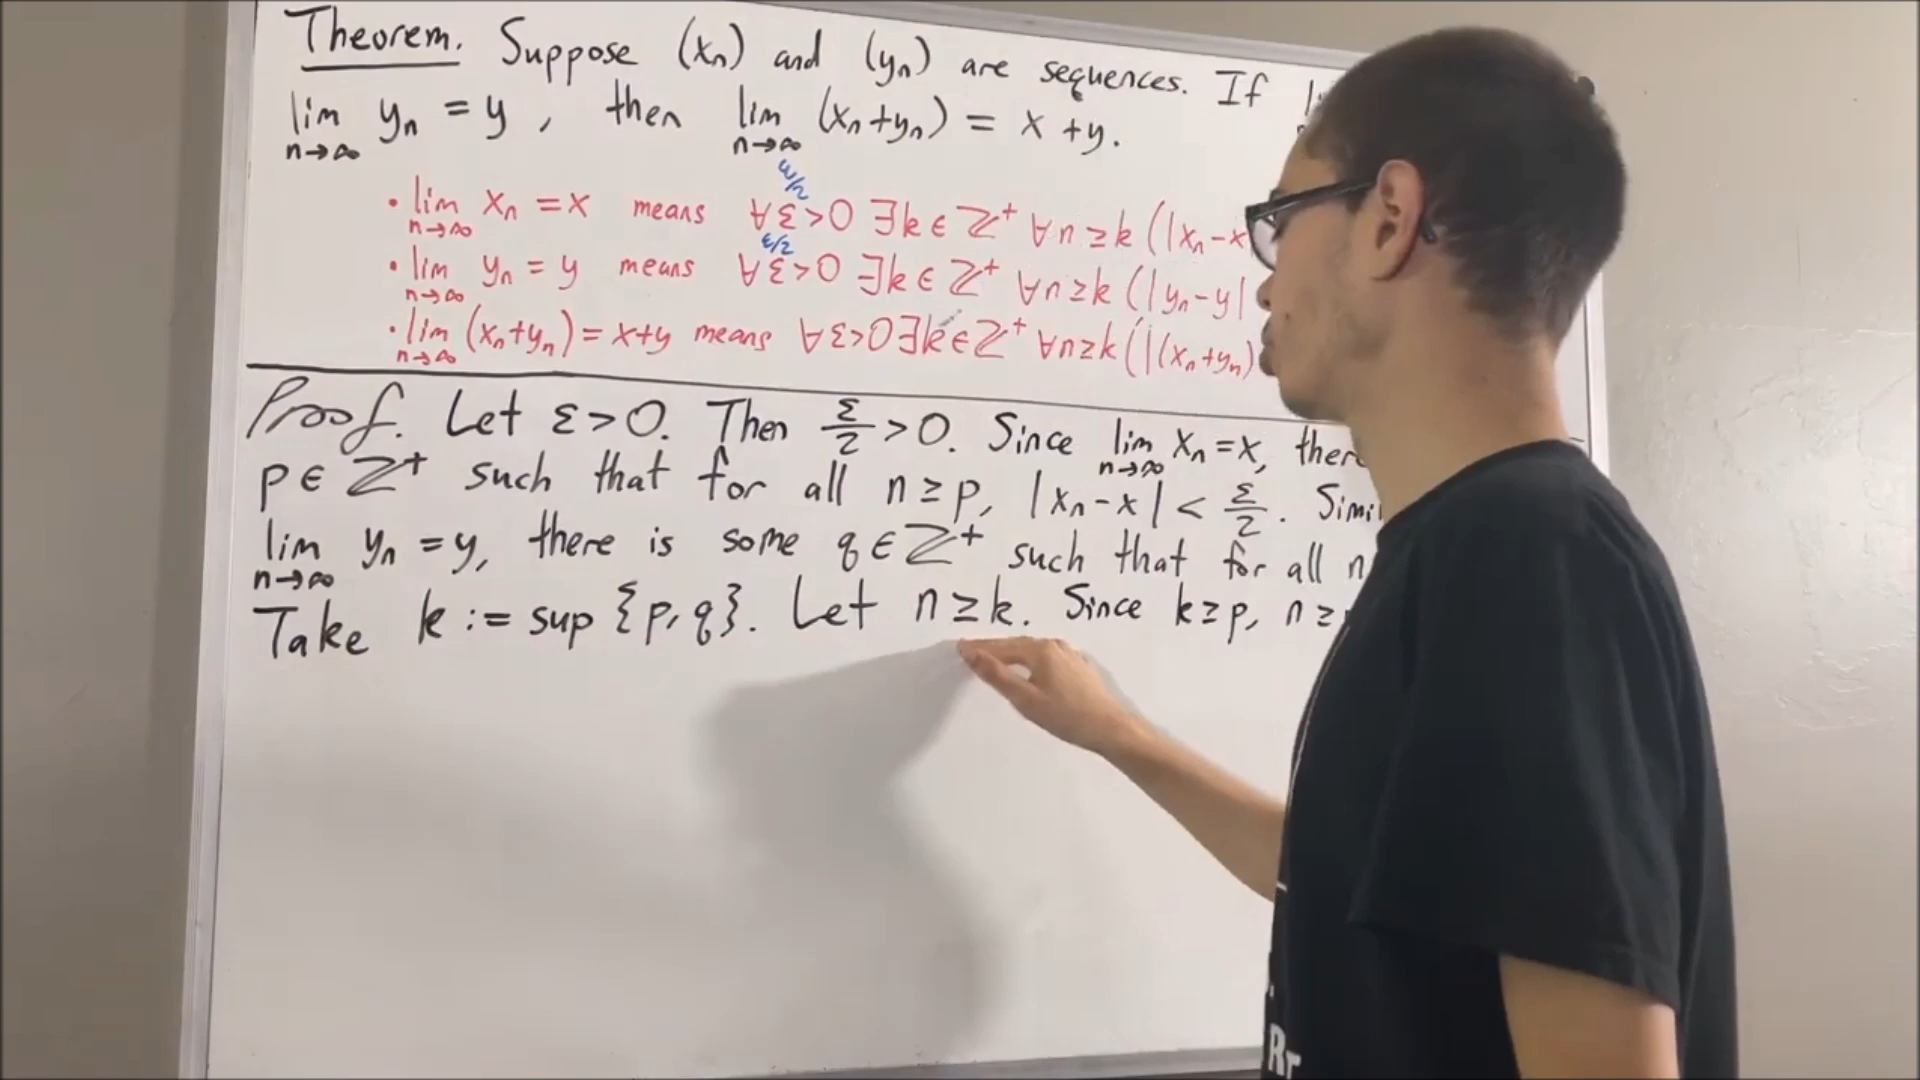 Theorem. Suppose (xn) and (yn) are sequences. If
lim n→∞ yn = y, then lim n→∞ (xn+yn) = x+y.
• lim n→∞ xn = x means ∀ε>0 ∃k∈ℤ⁺ ∀n≥k (|xn-x
ε/2
• lim n→∞ yn = y means ∀ε>0 ∃k∈ℤ⁺ ∀n≥k (|yn-y|
ε/2
• lim n→∞ (xn+yn) = x+y means ∀ε>0 ∃k∈ℤ⁺ ∀n≥k (|(xn+yn)
Proof. Let ε>0. Then ε/2 >0. Since lim n→∞ xn = x,
p∈ℤ⁺ such that for all n≥p, |xn-x| < ε/2.
lim n→∞ yn = y, there is some q∈ℤ⁺ such that for all n
Take k := sup {p,q}. Let n≥k. Since k≥p, n≥